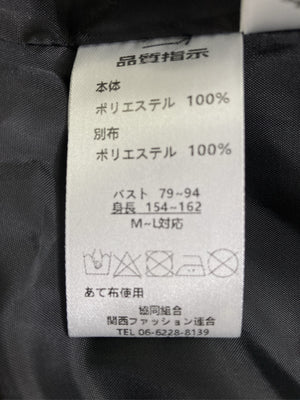 品質指示
本体
ポリエステル 100%
別布
ポリエステル 100%
バスト 79~94
身長 154~162
M~L対応
あて布使用
協同組合
関西ファッション連合
TEL 06-6228-8139